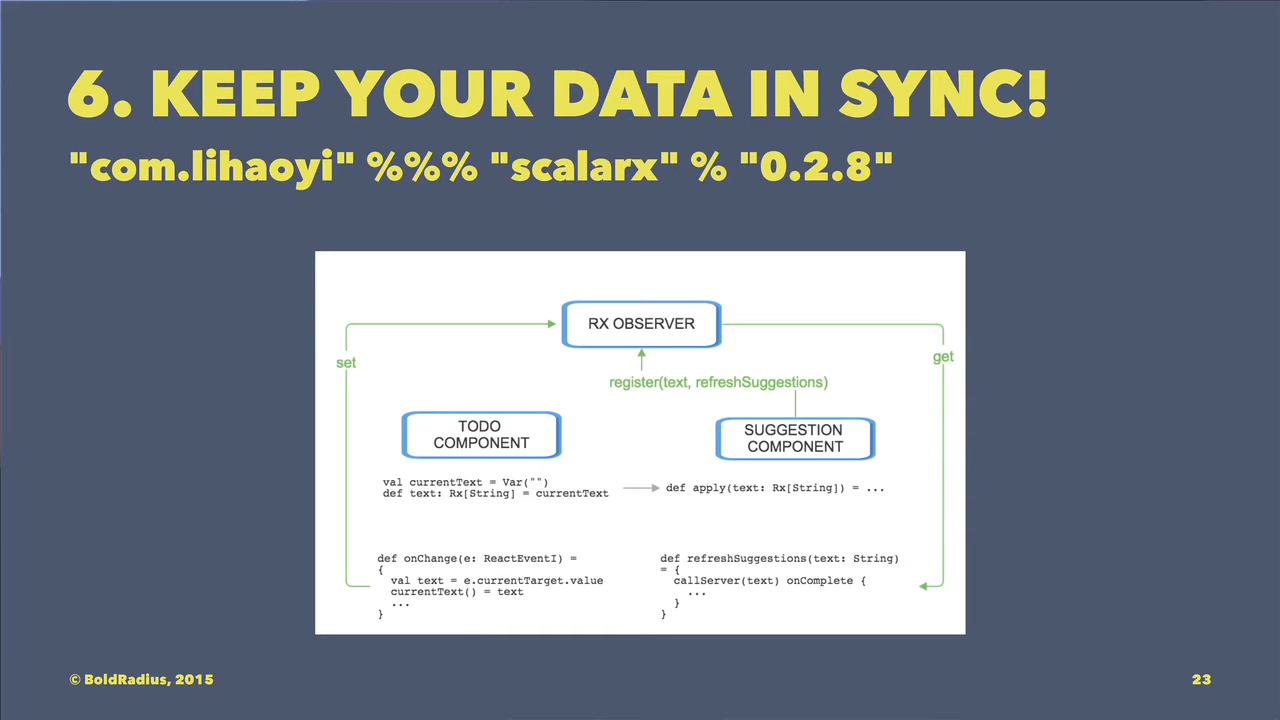 6. KEEP YOUR DATA IN SYNC!
"com.lihaoyi" %%% "scalarx" % "0.2.8"
RX OBSERVER
set
get
register(text, refreshSuggestions)
TODO
COMPONENT
SUGGESTION
COMPONENT
val currentText = Var("")
def text: Rx[String] = currentText
def apply(text: Rx[String]) = ...
def onChange(e: ReactEventI) =
{
val text = e.currentTarget.value
currentText() = text
...
}
def refreshSuggestions(text: String)
= {
callServer(text) onComplete {
...
}
}
© BoldRadius, 2015
23